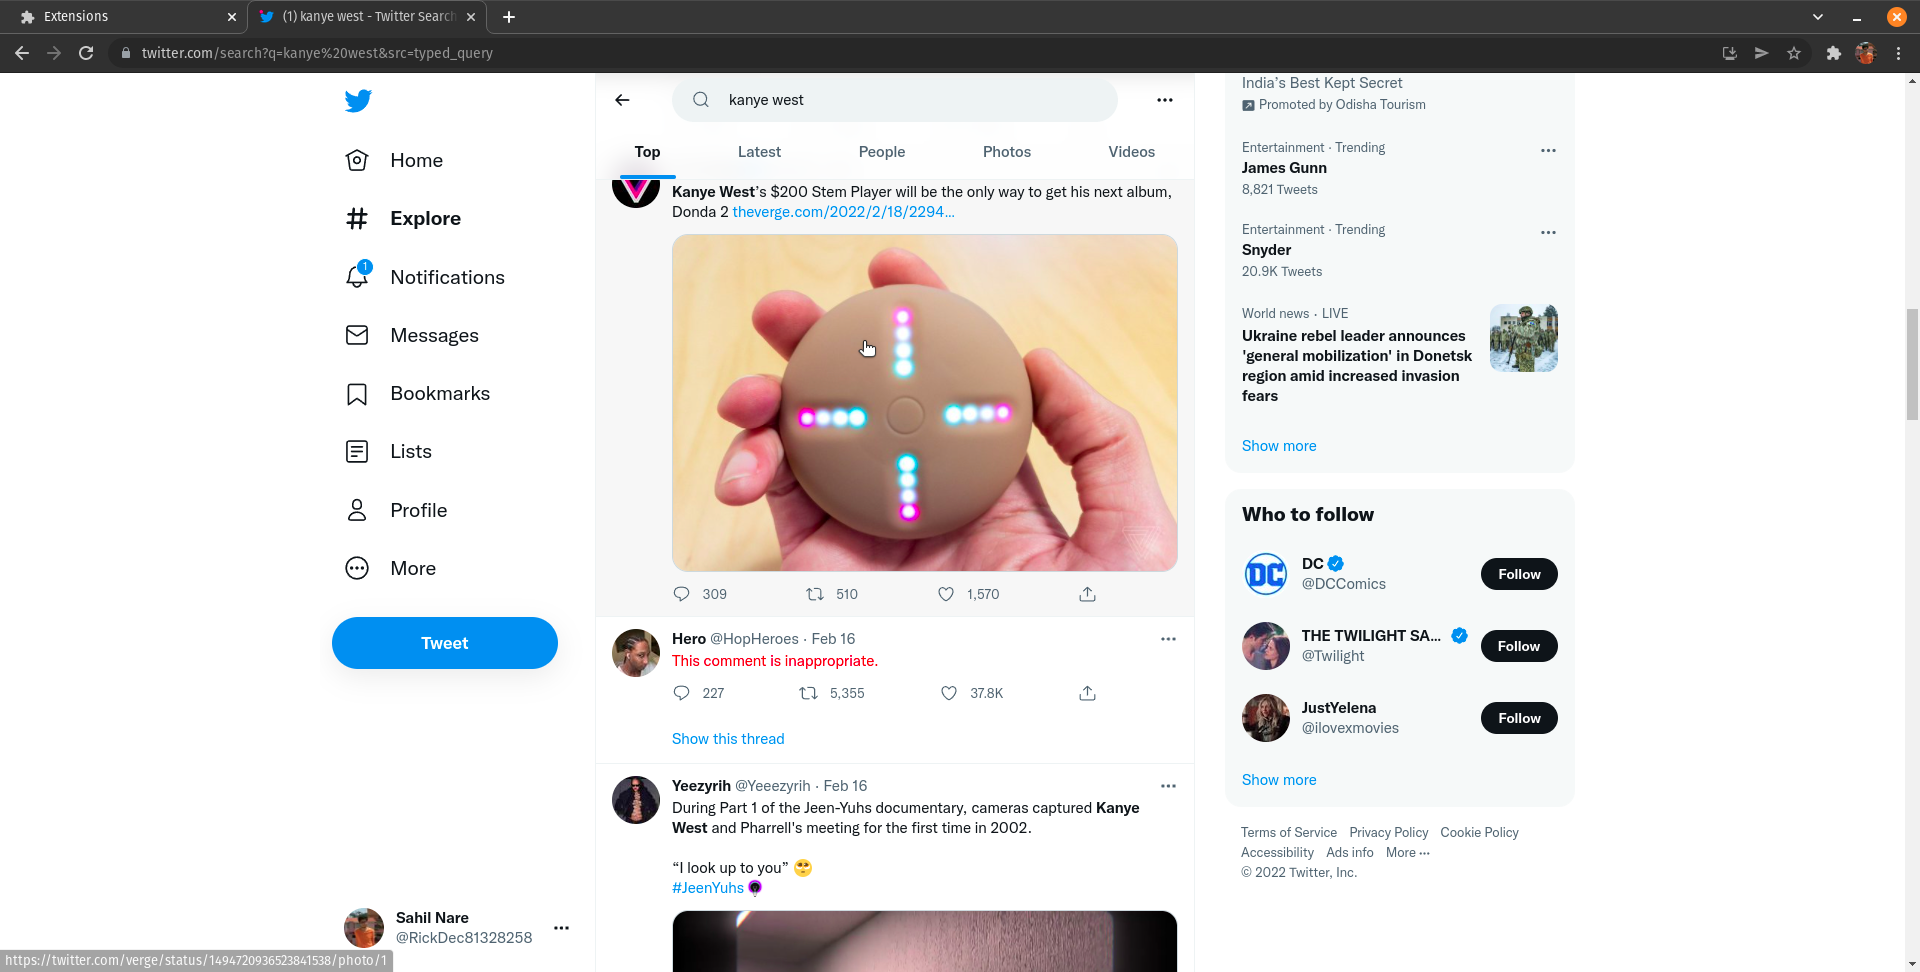 Extensions
(1) kanye west - Twitter Search
twitter.com/search?q=kanye%20west&src=typed_query
Home
Explore
1
Notifications
Messages
Bookmarks
Lists
Profile
More
Tweet
Sahil Nare
@RickDec81328258
https://twitter.com/verge/status/1494720936523841538/photo/1
kanye west
Top
Latest
People
Photos
Videos
Kanye West's $200 Stem Player will be the only way to get his next album,
Donda 2 theverge.com/2022/2/18/2294…
309
510
1,570
Hero @HopHeroes · Feb 16
This comment is inappropriate.
227
5,355
37.8K
Show this thread
Yeezyrih @Yeeezyrih · Feb 16
During Part 1 of the Jeen-Yuhs documentary, cameras captured Kanye
West and Pharrell's meeting for the first time in 2002.
“I look up to you” 🥹
#JeenYuhs
India's Best Kept Secret
Promoted by Odisha Tourism
Entertainment · Trending
James Gunn
8,821 Tweets
Entertainment · Trending
Snyder
20.9K Tweets
World news · LIVE
Ukraine rebel leader announces
'general mobilization' in Donetsk
region amid increased invasion
fears
Show more
Who to follow
DC
DC
@DCComics
Follow
THE TWILIGHT SA...
@Twilight
Follow
JustYelena
@ilovexmovies
Follow
Show more
Terms of Service Privacy Policy Cookie Policy
Accessibility Ads info More ···
© 2022 Twitter, Inc.